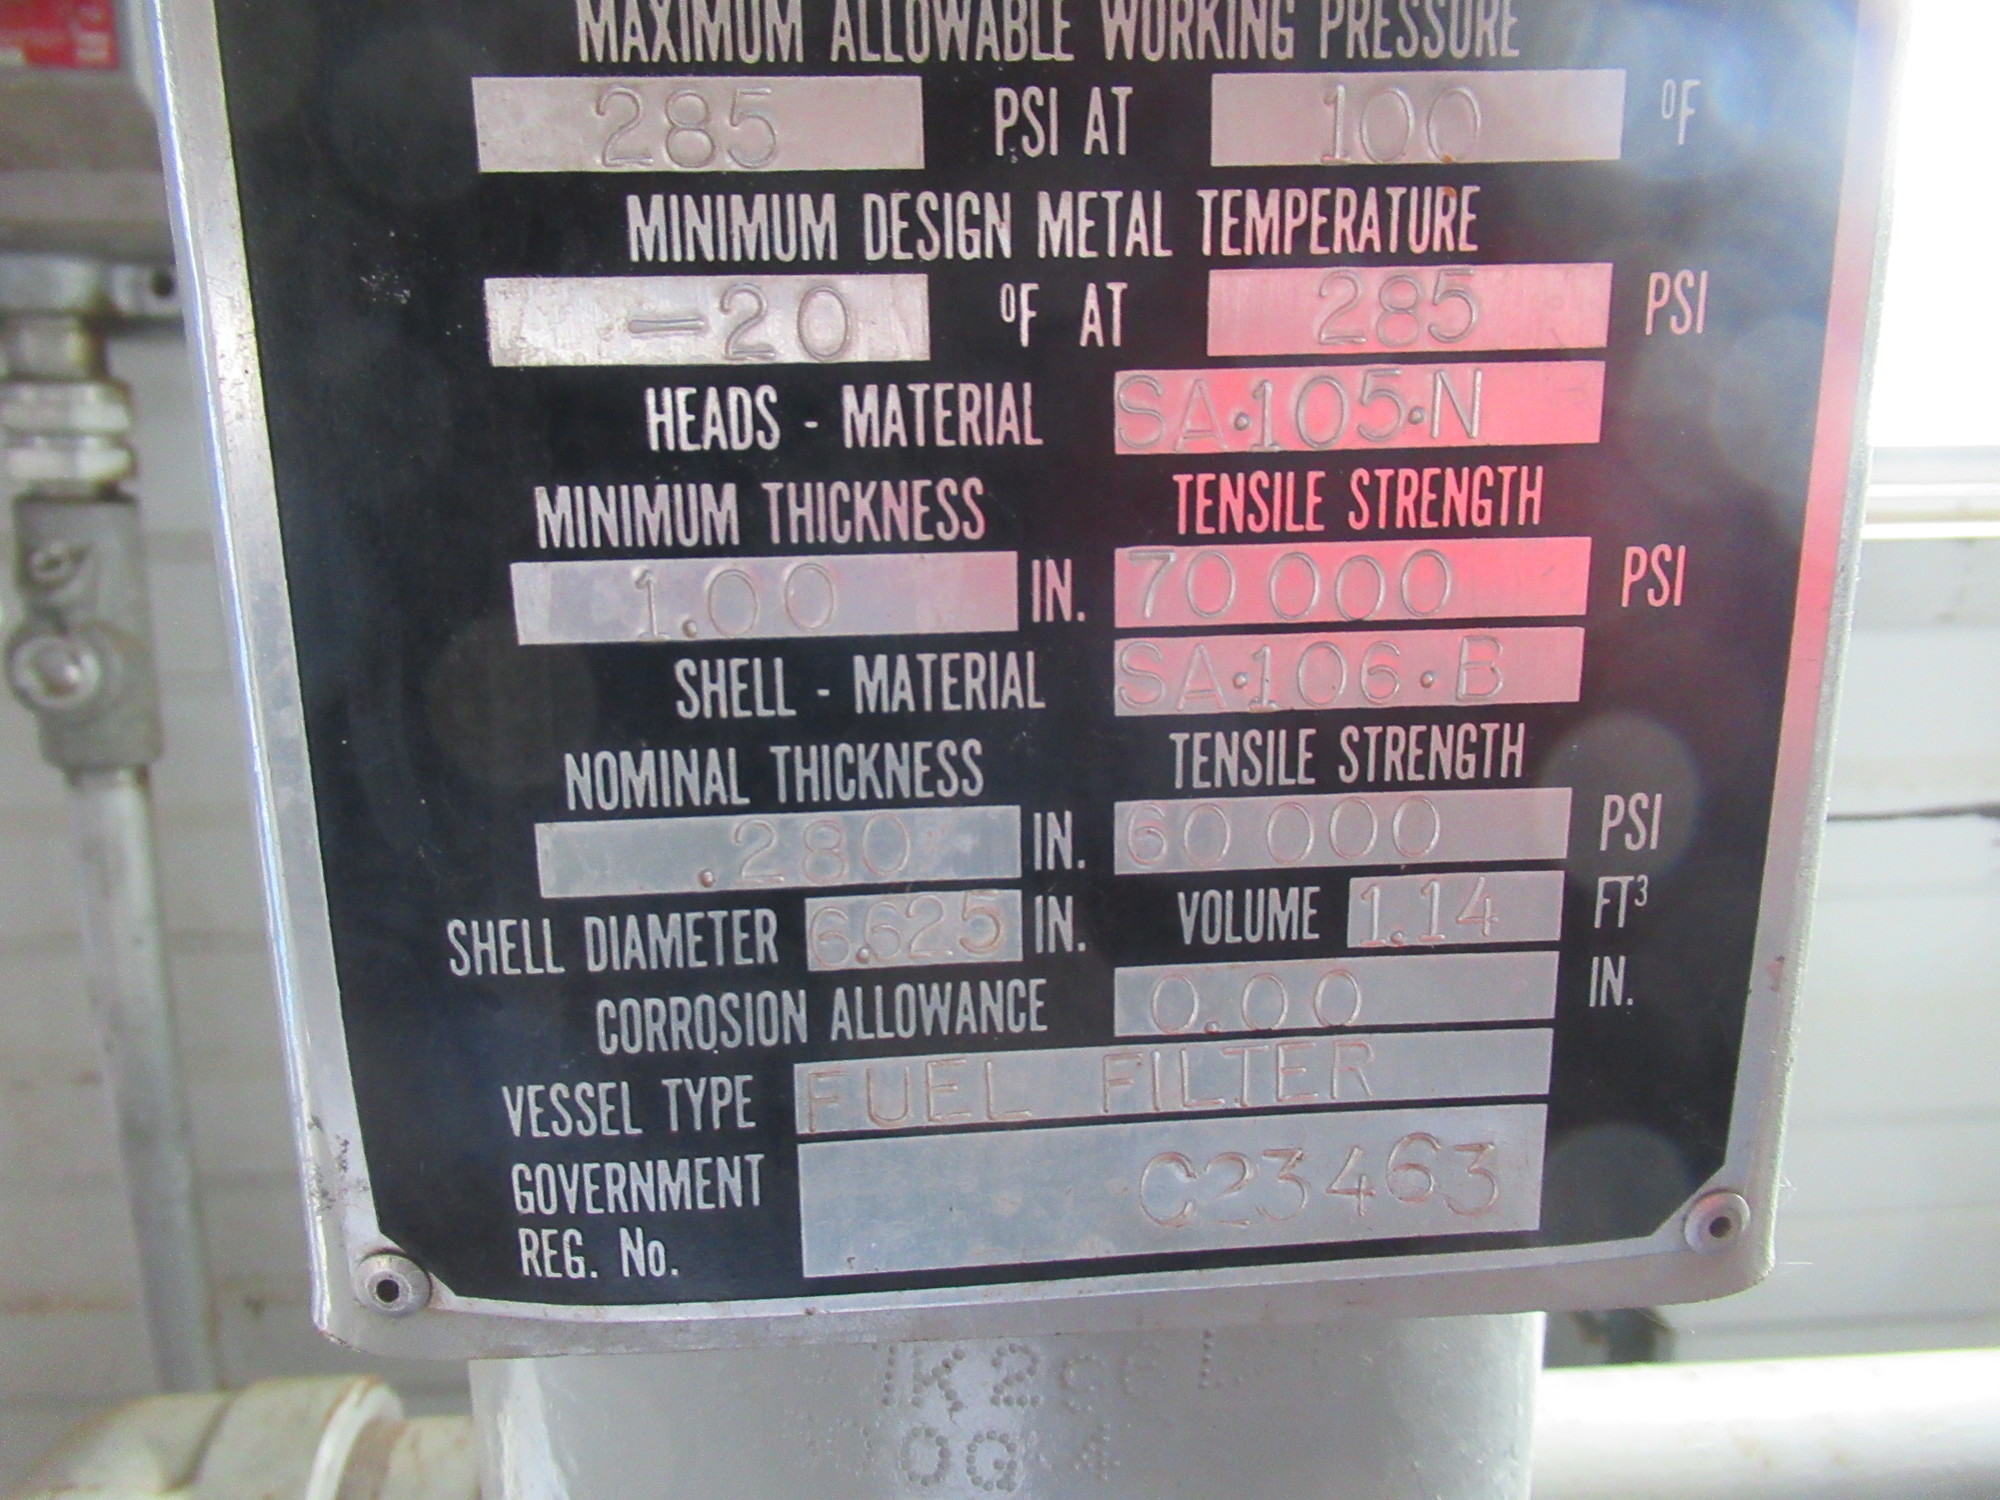 MAXIMUM ALLOWABLE WORKING PRESSURE
285 PSI AT 100 °F
MINIMUM DESIGN METAL TEMPERATURE
-20 °F AT 285 PSI
HEADS - MATERIAL SA·105·N
MINIMUM THICKNESS TENSILE STRENGTH
1.00 IN. 70 000 PSI
SHELL - MATERIAL SA·106·B
NOMINAL THICKNESS TENSILE STRENGTH
.280 IN. 60 000 PSI
SHELL DIAMETER 6.625 IN. VOLUME 1.14 FT³
CORROSION ALLOWANCE 0.00 IN.
VESSEL TYPE FUEL FILTER
GOVERNMENT C23463
REG. No.